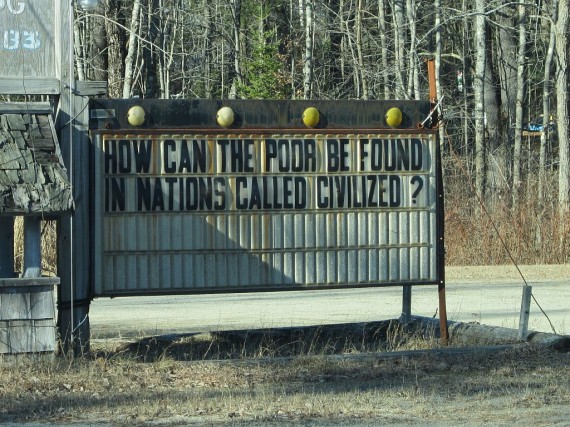 HOW CAN THE POOR BE FOUND
IN NATIONS CALLED CIVILIZED ?